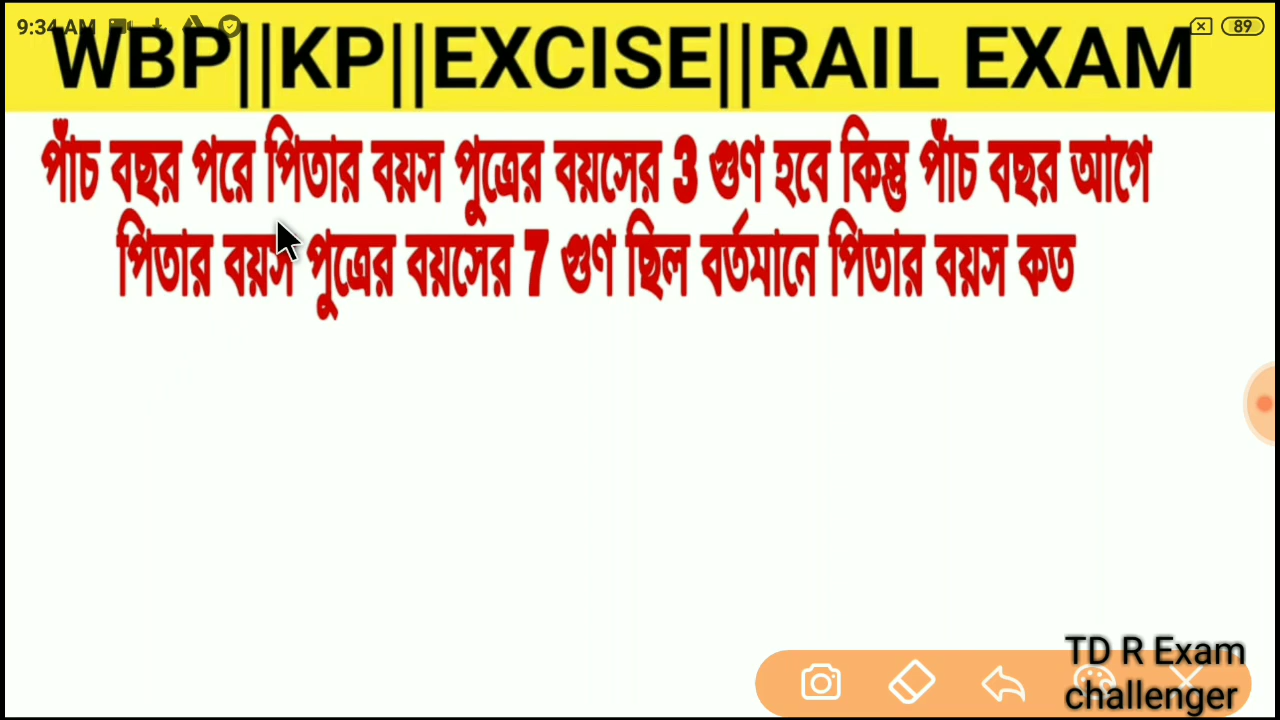 9:34 AM
89
WBP||KP||EXCISE||RAIL EXAM
পাঁচ বছর পরে পিতার বয়স পুত্রের বয়সের 3 গুণ হবে কিন্তু পাঁচ বছর আগে
পিতার বয়স পুত্রের বয়সের 7 গুণ ছিল বর্তমানে পিতার বয়স কত
TD R Exam
challenger